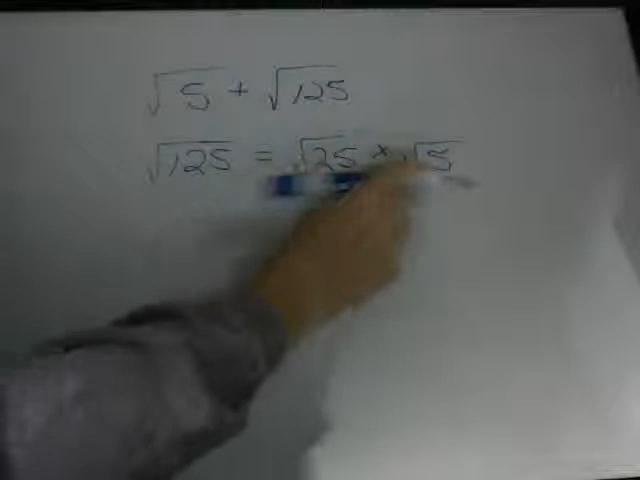 √5 + √125
√125 = √25 × √5